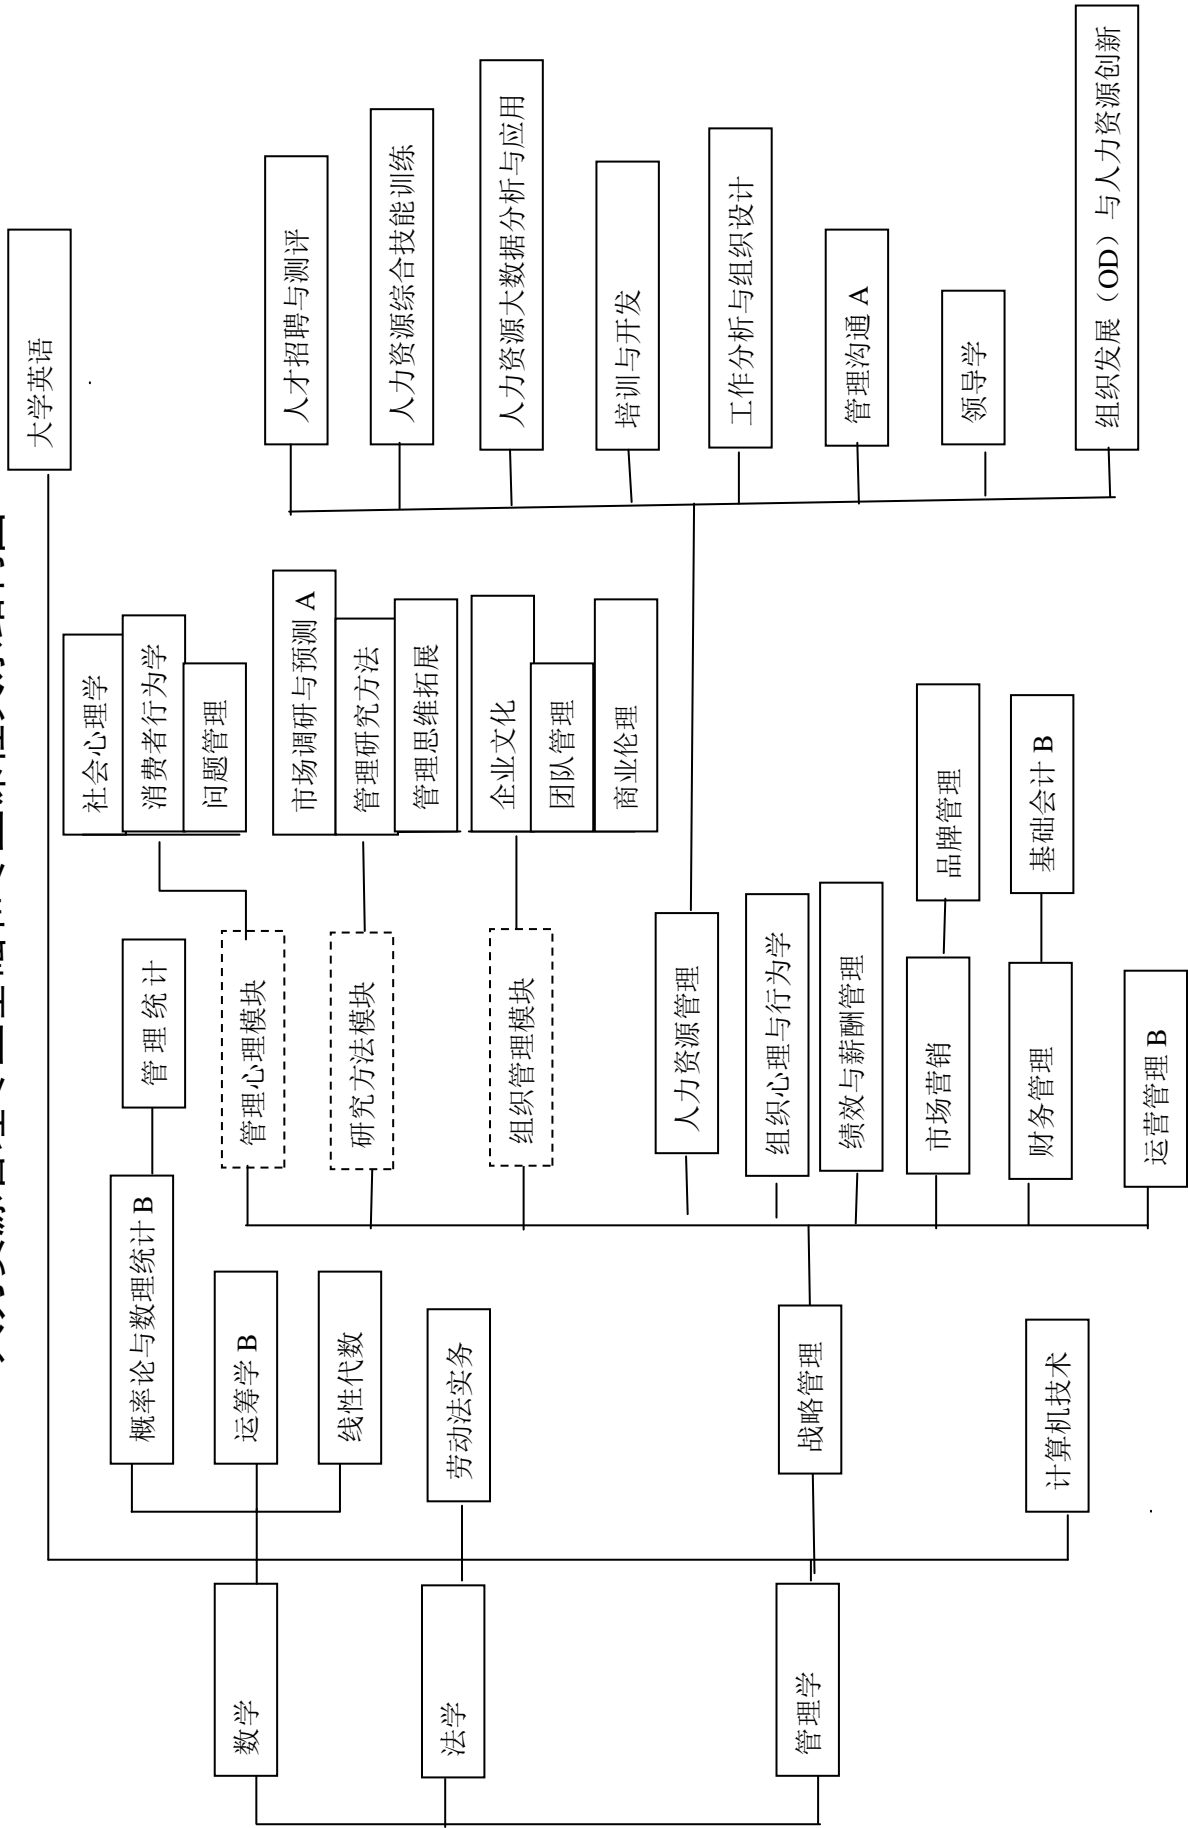 大学英语
概率论与数理统计 B
管 理 统 计
社会心理学
消费者行为学
问题管理
数学
运筹学 B
线性代数
管理心理模块
研究方法模块
市场调研与预测 A
管理研究方法
管理思维拓展
组织管理模块
企业文化
团队管理
商业伦理
法学
劳动法实务
管理学
战略管理
人力资源管理
人才招聘与测评
人力资源综合技能训练
人力资源大数据分析与应用
培训与开发
工作分析与组织设计
管理沟通 A
领导学
组织发展（OD）与人力资源创新
组织心理与行为学
绩效与薪酬管理
市场营销
品牌管理
财务管理
基础会计 B
运营管理 B
计算机技术